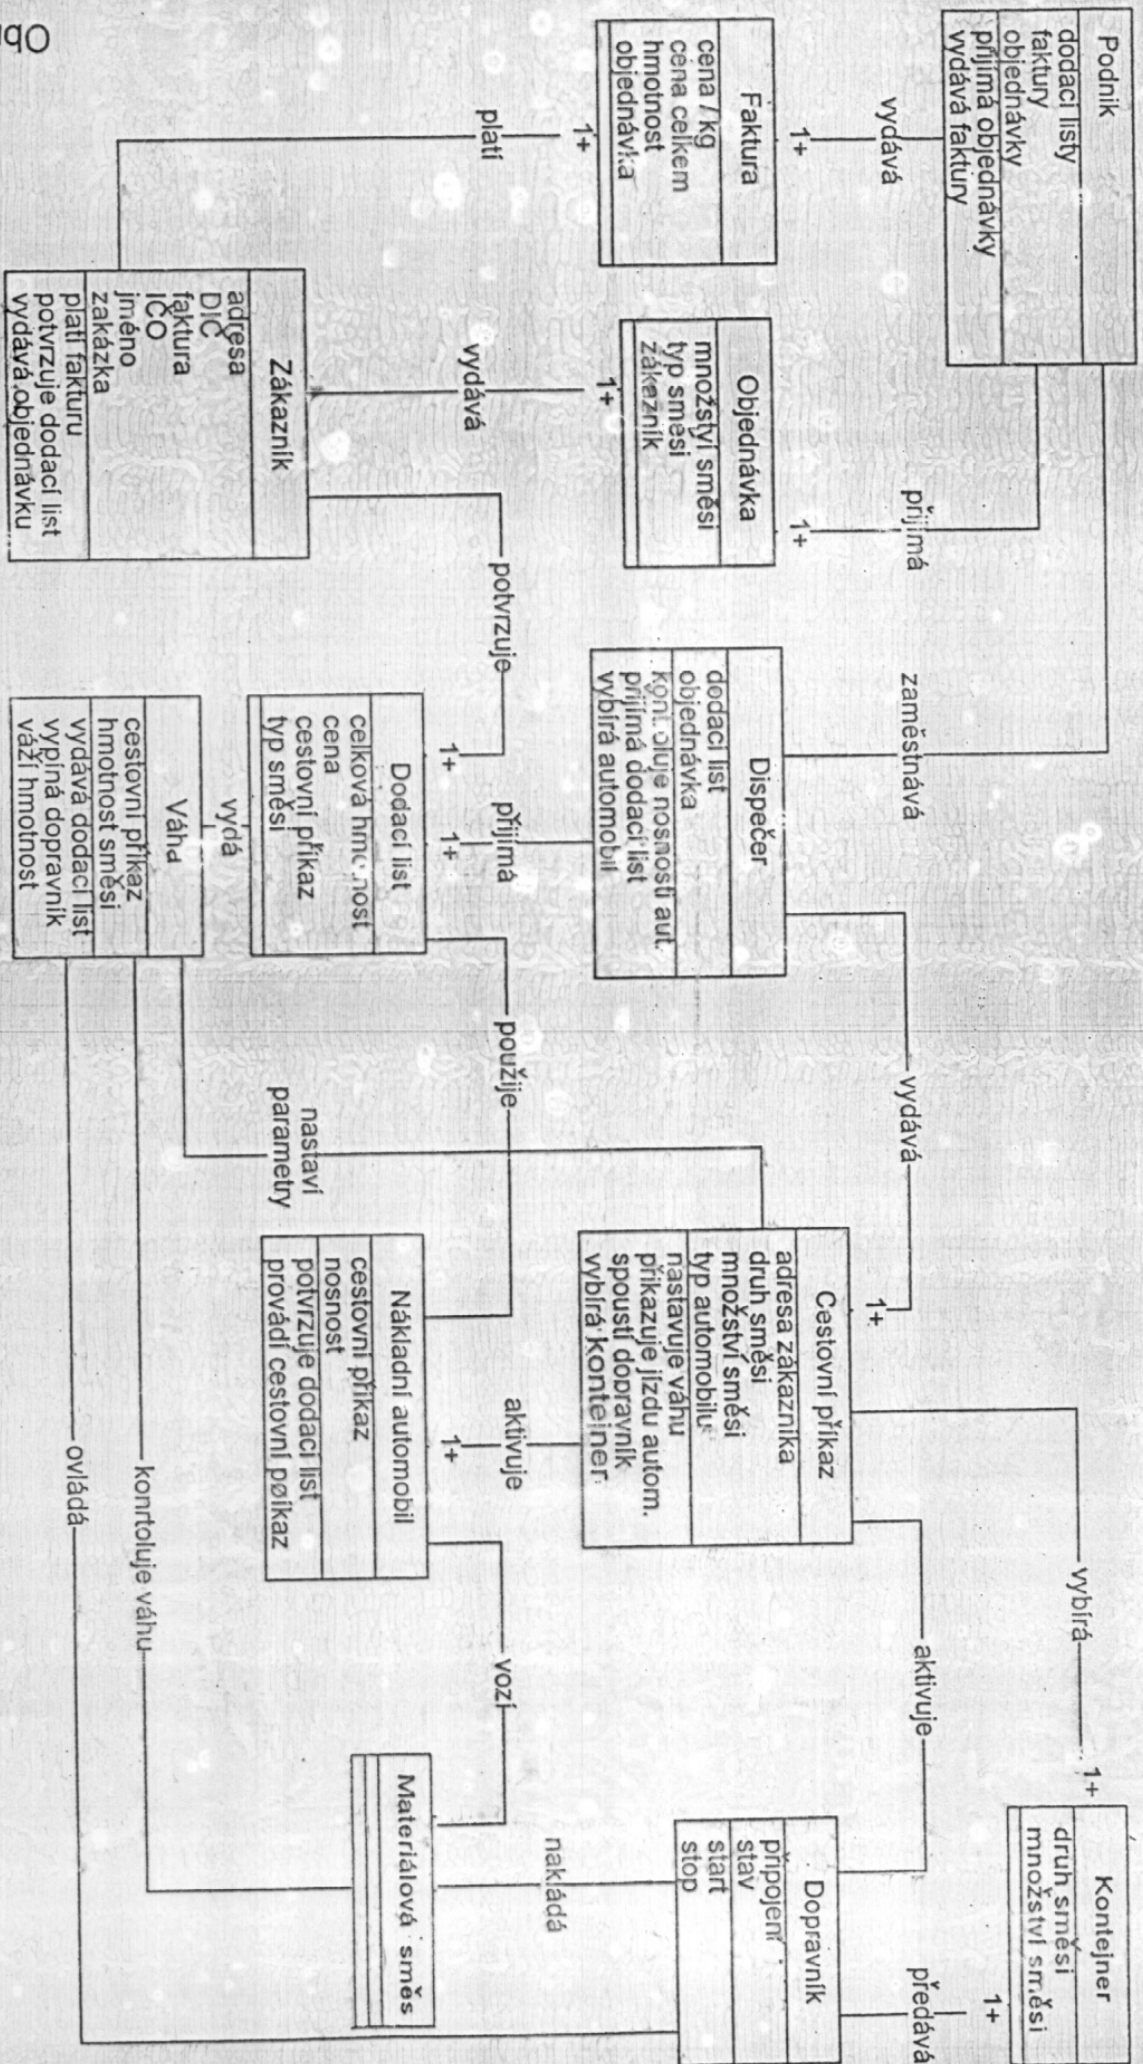 Podnik
dodací listy
faktury
objednávky
přijímá objednávky
vydává faktury
vydává
1+
přijímá
1+
zaměstnává
Faktura
cena / kg
cena celkem
hmotnost
objednávka
1+
platí
Objednávka
množství směsi
typ směsi
zákazník
1+
vydává
Dispečer
dodací list
objednávka
kontroluje nosnosti aut.
přijímá dodací list
vybírá automobil
vydává
1+
přijímá
1+
Cestovní příkaz
adresa zákazníka
druh směsi
množství směsi
typ automobilu
nastavuje váhu
přikazuje jízdu autom.
spouští dopravník
vybírá kontejner
vybírá
1+
aktivuje
Kontejner
druh směsi
množství směsi
1+
předává
Dopravník
připojení
stav
start
stop
nakládá
Zákazník
adresa
DIČ
faktura
IČO
jméno
zakázka
platí fakturu
potvrzuje dodací list
vydává objednávku
potvrzuje
1+
Dodací list
celková hmotnost
cena
cestovní příkaz
typ směsi
použije
vydá
Váha
cestovní příkaz
hmotnost směsi
vydává dodací list
vypíná dopravník
váží hmotnost
nastaví
parametry
aktivuje
1+
Nákladní automobil
cestovní příkaz
nosnost
potvrzuje dodací list
provádí cestovní pøíkaz
vozí
Materiálová směs
konrtoluje váhu
ovládá